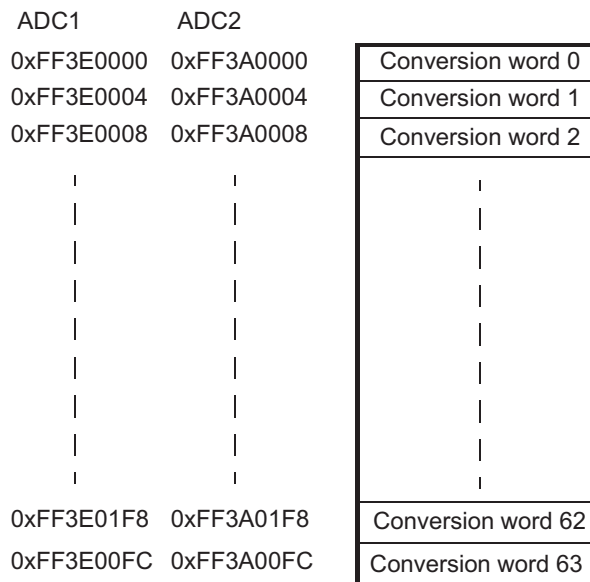 ADC1 ADC2
0xFF3E0000 0xFF3A0000 Conversion word 0
0xFF3E0004 0xFF3A0004 Conversion word 1
0xFF3E0008 0xFF3A0008 Conversion word 2
0xFF3E01F8 0xFF3A01F8 Conversion word 62
0xFF3E00FC 0xFF3A00FC Conversion word 63